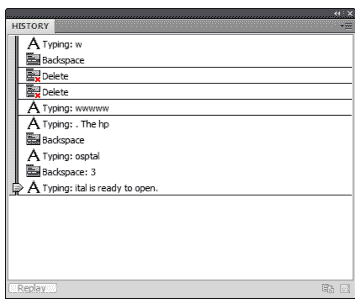 HISTORY
Typing: w
Backspace
Delete
Delete
Typing: wwwww
Typing: . The hp
Backspace
Typing: osptal
Backspace: 3
Typing: ital is ready to open.
Replay